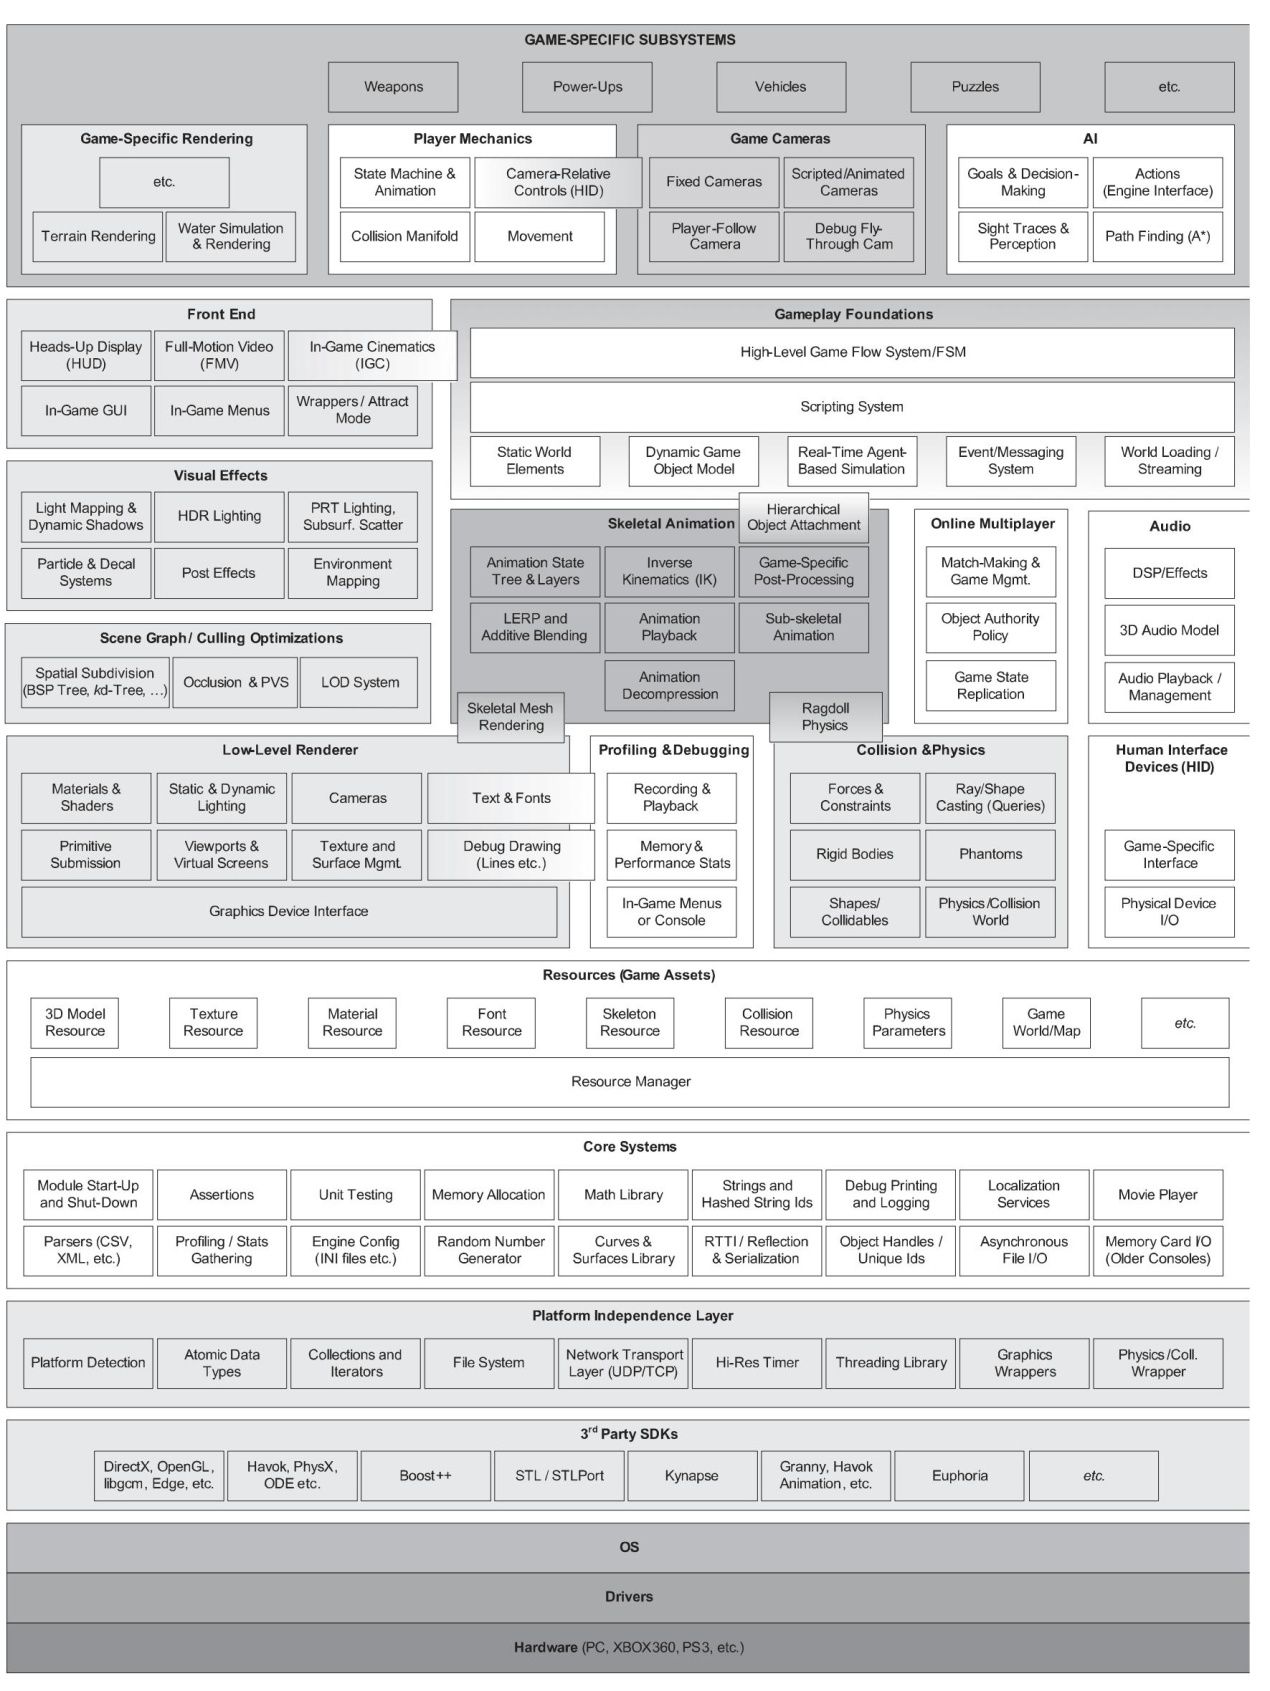 GAME-SPECIFIC SUBSYSTEMS
Weapons
Power-Ups
Vehicles
Puzzles
etc.
Game-Specific Rendering
etc.
Terrain Rendering
Water Simulation
& Rendering
Player Mechanics
State Machine &
Animation
Camera-Relative
Controls (HID)
Collision Manifold
Movement
Game Cameras
Fixed Cameras
Scripted/Animated
Cameras
Player-Follow
Camera
Debug Fly-
Through Cam
AI
Goals & Decision-
Making
Actions
(Engine Interface)
Sight Traces &
Perception
Path Finding (A*)
Front End
Heads-Up Display
(HUD)
Full-Motion Video
(FMV)
In-Game Cinematics
(IGC)
In-Game GUI
In-Game Menus
Wrappers / Attract
Mode
Gameplay Foundations
High-Level Game Flow System/FSM
Scripting System
Static World
Elements
Dynamic Game
Object Model
Real-Time Agent-
Based Simulation
Event/Messaging
System
World Loading /
Streaming
Visual Effects
Light Mapping &
Dynamic Shadows
HDR Lighting
PRT Lighting,
Subsurf. Scatter
Particle & Decal
Systems
Post Effects
Environment
Mapping
Skeletal Animation
Hierarchical
Object Attachment
Animation State
Tree & Layers
Inverse
Kinematics (IK)
Game-Specific
Post-Processing
LERP and
Additive Blending
Animation
Playback
Sub-skeletal
Animation
Animation
Decompression
Skeletal Mesh
Rendering
Ragdoll
Physics
Online Multiplayer
Match-Making &
Game Mgmt.
Object Authority
Policy
Game State
Replication
Audio
DSP/Effects
3D Audio Model
Audio Playback /
Management
Scene Graph / Culling Optimizations
Spatial Subdivision
(BSP Tree, kd-Tree, …)
Occlusion & PVS
LOD System
Low-Level Renderer
Materials &
Shaders
Static & Dynamic
Lighting
Cameras
Text & Fonts
Primitive
Submission
Viewports &
Virtual Screens
Texture and
Surface Mgmt.
Debug Drawing
(Lines etc.)
Graphics Device Interface
Profiling & Debugging
Recording &
Playback
Memory &
Performance Stats
In-Game Menus
or Console
Collision & Physics
Forces &
Constraints
Ray/Shape
Casting (Queries)
Rigid Bodies
Phantoms
Shapes/
Collidables
Physics/Collision
World
Human Interface
Devices (HID)
Game-Specific
Interface
Physical Device
I/O
Resources (Game Assets)
3D Model
Resource
Texture
Resource
Material
Resource
Font
Resource
Skeleton
Resource
Collision
Resource
Physics
Parameters
Game
World/Map
etc.
Resource Manager
Core Systems
Module Start-Up
and Shut-Down
Assertions
Unit Testing
Memory Allocation
Math Library
Strings and
Hashed String Ids
Debug Printing
and Logging
Localization
Services
Movie Player
Parsers (CSV,
XML, etc.)
Profiling / Stats
Gathering
Engine Config
(INI files etc.)
Random Number
Generator
Curves &
Surfaces Library
RTTI / Reflection
& Serialization
Object Handles /
Unique Ids
Asynchronous
File I/O
Memory Card I/O
(Older Consoles)
Platform Independence Layer
Platform Detection
Atomic Data
Types
Collections and
Iterators
File System
Network Transport
Layer (UDP/TCP)
Hi-Res Timer
Threading Library
Graphics
Wrappers
Physics/Coll.
Wrapper
3rd Party SDKs
DirectX, OpenGL,
libgcm, Edge, etc.
Havok, PhysX,
ODE etc.
Boost++
STL / STLPort
Kynapse
Granny, Havok
Animation, etc.
Euphoria
etc.
OS
Drivers
Hardware (PC, XBOX360, PS3, etc.)